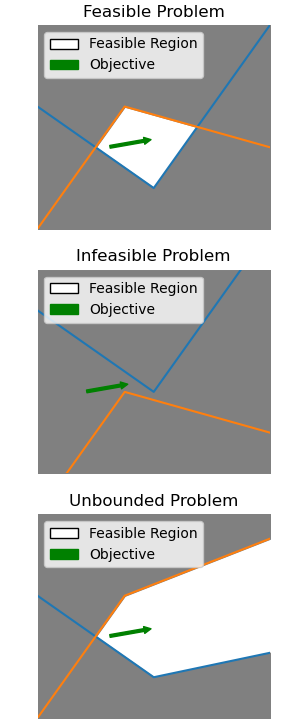 Feasible Problem
Feasible Region
Objective
Infeasible Problem
Feasible Region
Objective
Unbounded Problem
Feasible Region
Objective